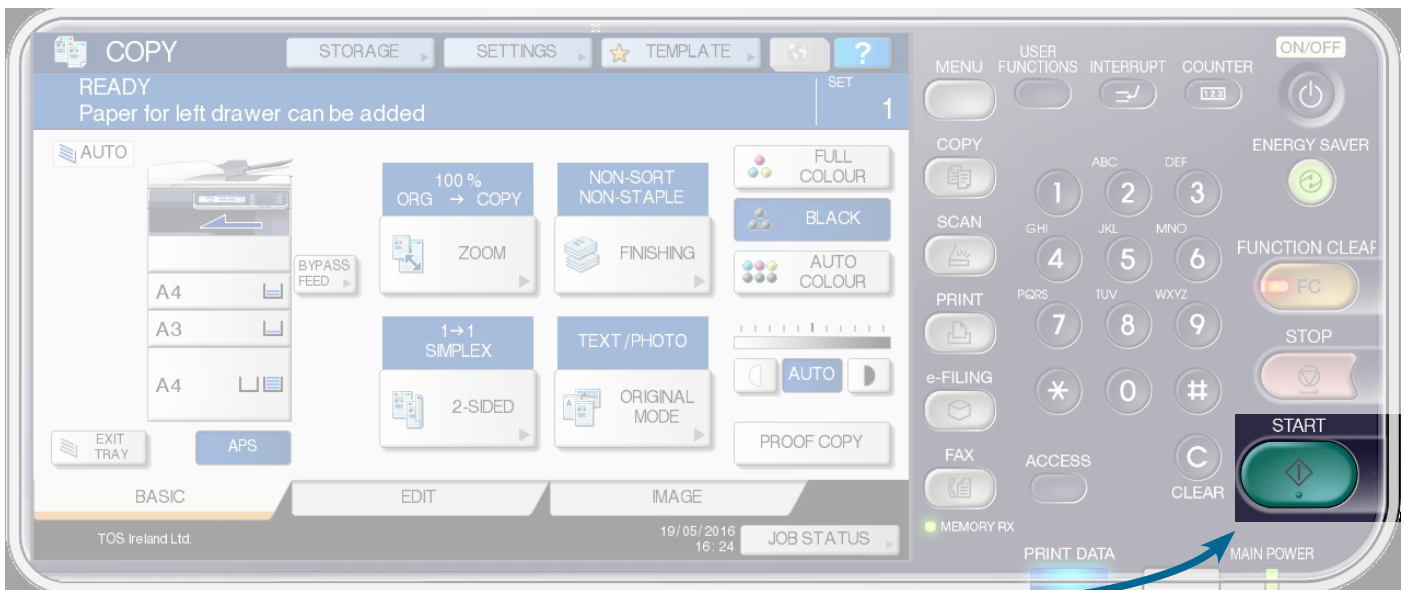 COPY
STORAGE
SETTINGS
TEMPLATE
?
READY
Paper for left drawer can be added
SET
1
AUTO
A4
A3
A4
BYPASS
FEED
EXIT
TRAY
APS
100 %
ORG → COPY
ZOOM
NON-SORT
NON-STAPLE
FINISHING
1→1
SIMPLEX
2-SIDED
TEXT/PHOTO
ORIGINAL
MODE
FULL
COLOUR
BLACK
AUTO
COLOUR
AUTO
PROOF COPY
BASIC
EDIT
IMAGE
TOS Ireland Ltd.
19/05/2016
16:24
JOB STATUS
MENU
USER
FUNCTIONS
INTERRUPT
COUNTER
123
ON/OFF
ENERGY SAVER
COPY
SCAN
PRINT
e-FILING
FAX
MEMORY RX
1
ABC
2
DEF
3
GHI
4
JKL
5
MNO
6
PQRS
7
TUV
8
WXYZ
9
*
0
#
ACCESS
C
CLEAR
FUNCTION CLEAR
FC
STOP
START
PRINT DATA
MAIN POWER